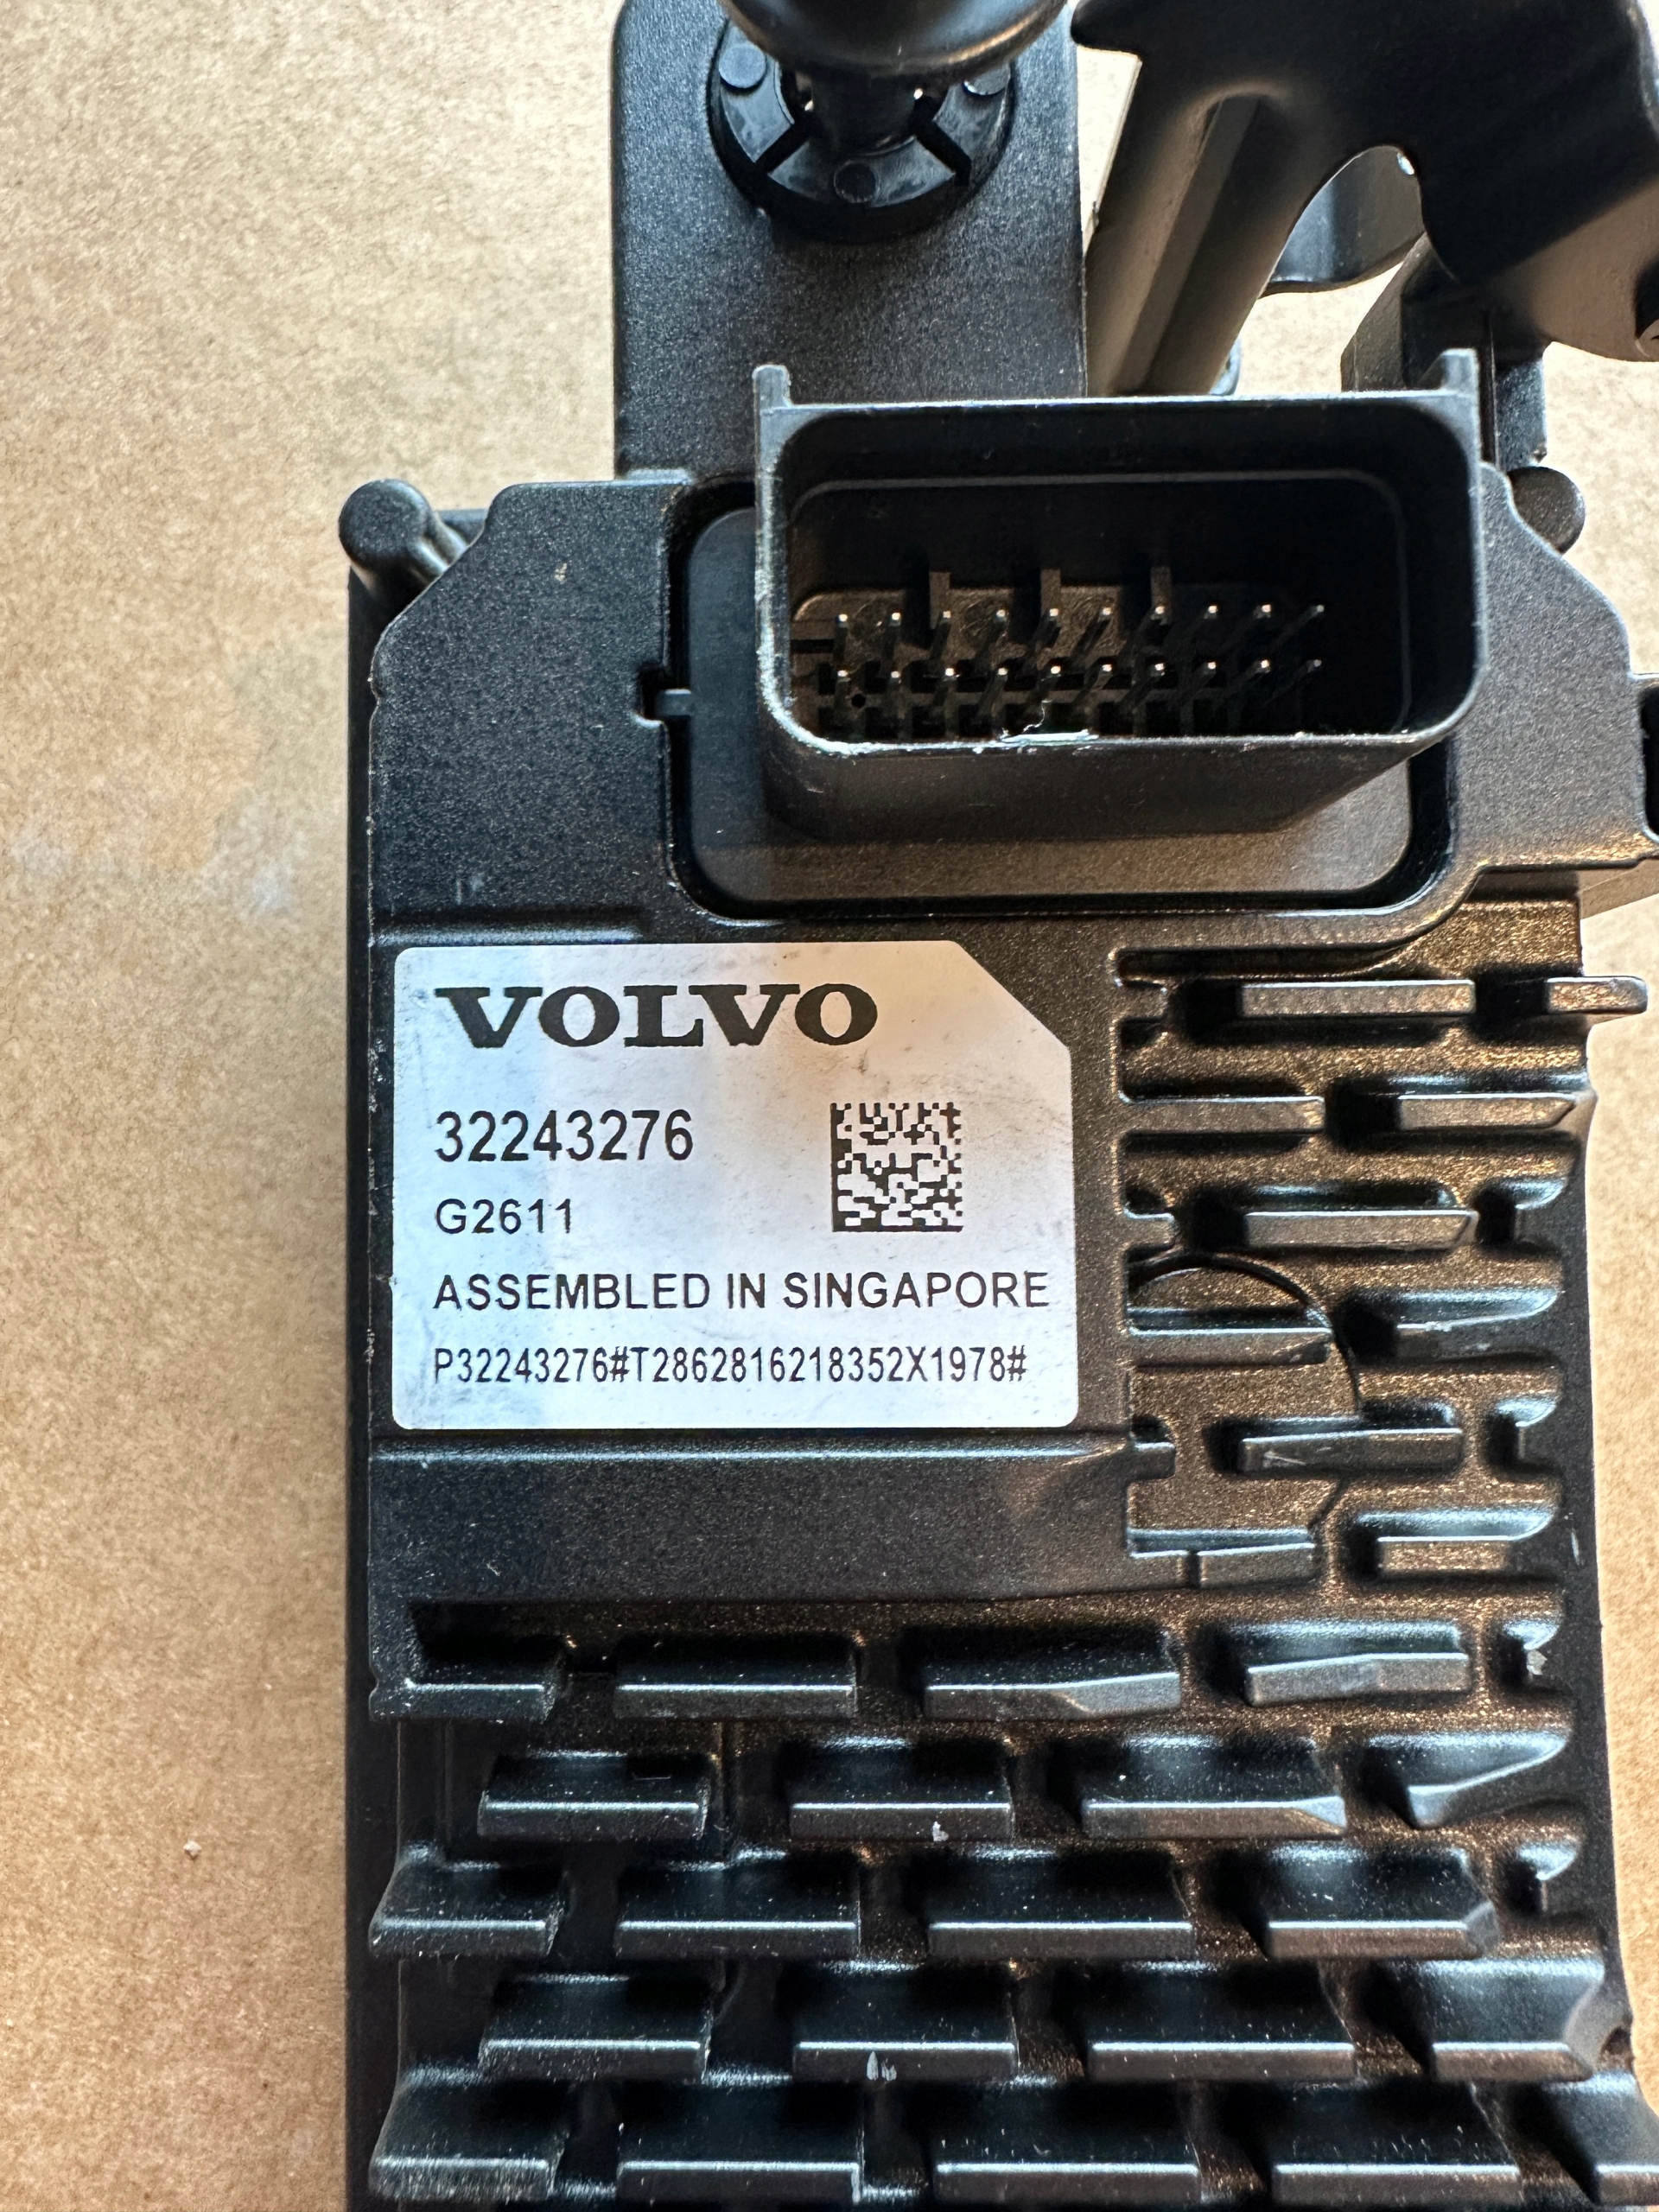 VOLVO
32243276
G2611
ASSEMBLED IN SINGAPORE
P32243276#T2862816218352X1978#